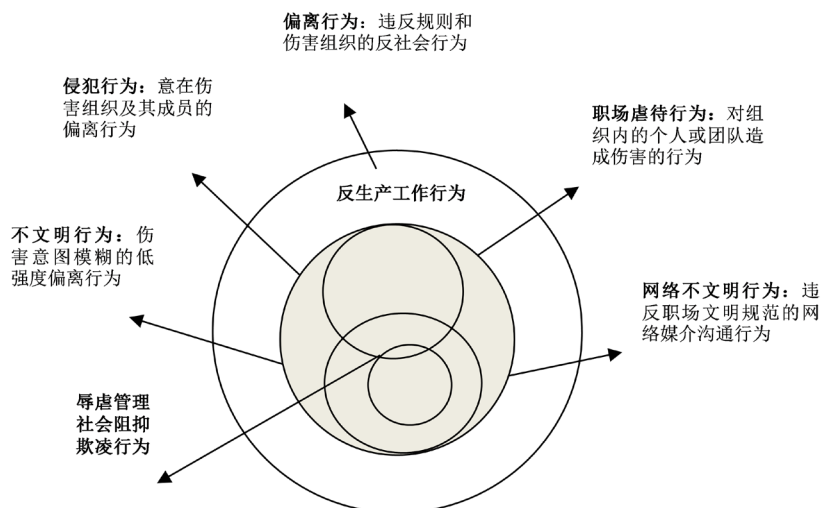 偏离行为：违反规则和
伤害组织的反社会行为
侵犯行为：意在伤
害组织及其成员的
偏离行为
职场虐待行为：对组
织内的个人或团队造
成伤害的行为
反生产工作行为
不文明行为：伤
害意图模糊的低
强度偏离行为
网络不文明行为：违
反职场文明规范的网
络媒介沟通行为
辱虐管理
社会阻抑
欺凌行为